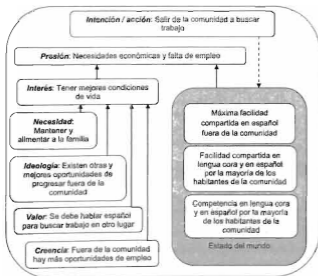 Intención / acción: Salir de la comunidad a buscar
trabajo
Presión: Necesidades económicas y falta de empleo
Interés: Tener mejores condiciones
de vida
Necesidad:
Mantener y
alimentar a la familia
Ideología: Existen otras y
mejores oportunidades de
progresar fuera de la
comunidad
Valor: Se debe hablar español
para buscar trabajo en otro lugar
Creencia: Fuera de la comunidad
hay más oportunidades de empleo
Máxima facilidad
compartida en español
fuera de la comunidad
Facilidad compartida en
lengua cora y en español
por la mayoría de los
habitantes de la comunidad
Competencia en lengua cora
y en español por la mayoría
de los habitantes de la
comunidad
Estado del mundo